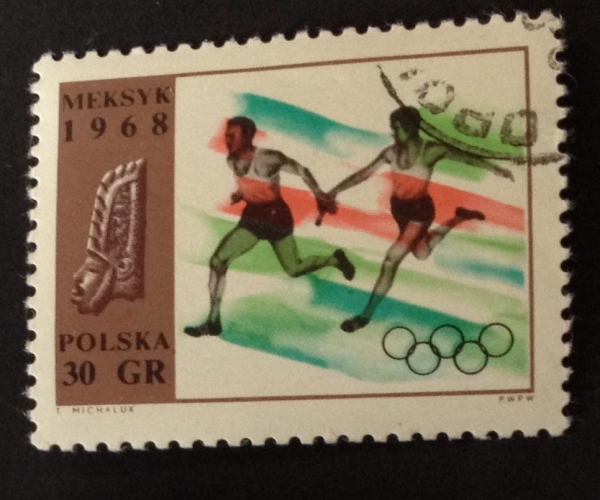 MEKSYK
1968
POLSKA
30 GR
T. MICHALUK
PWPW